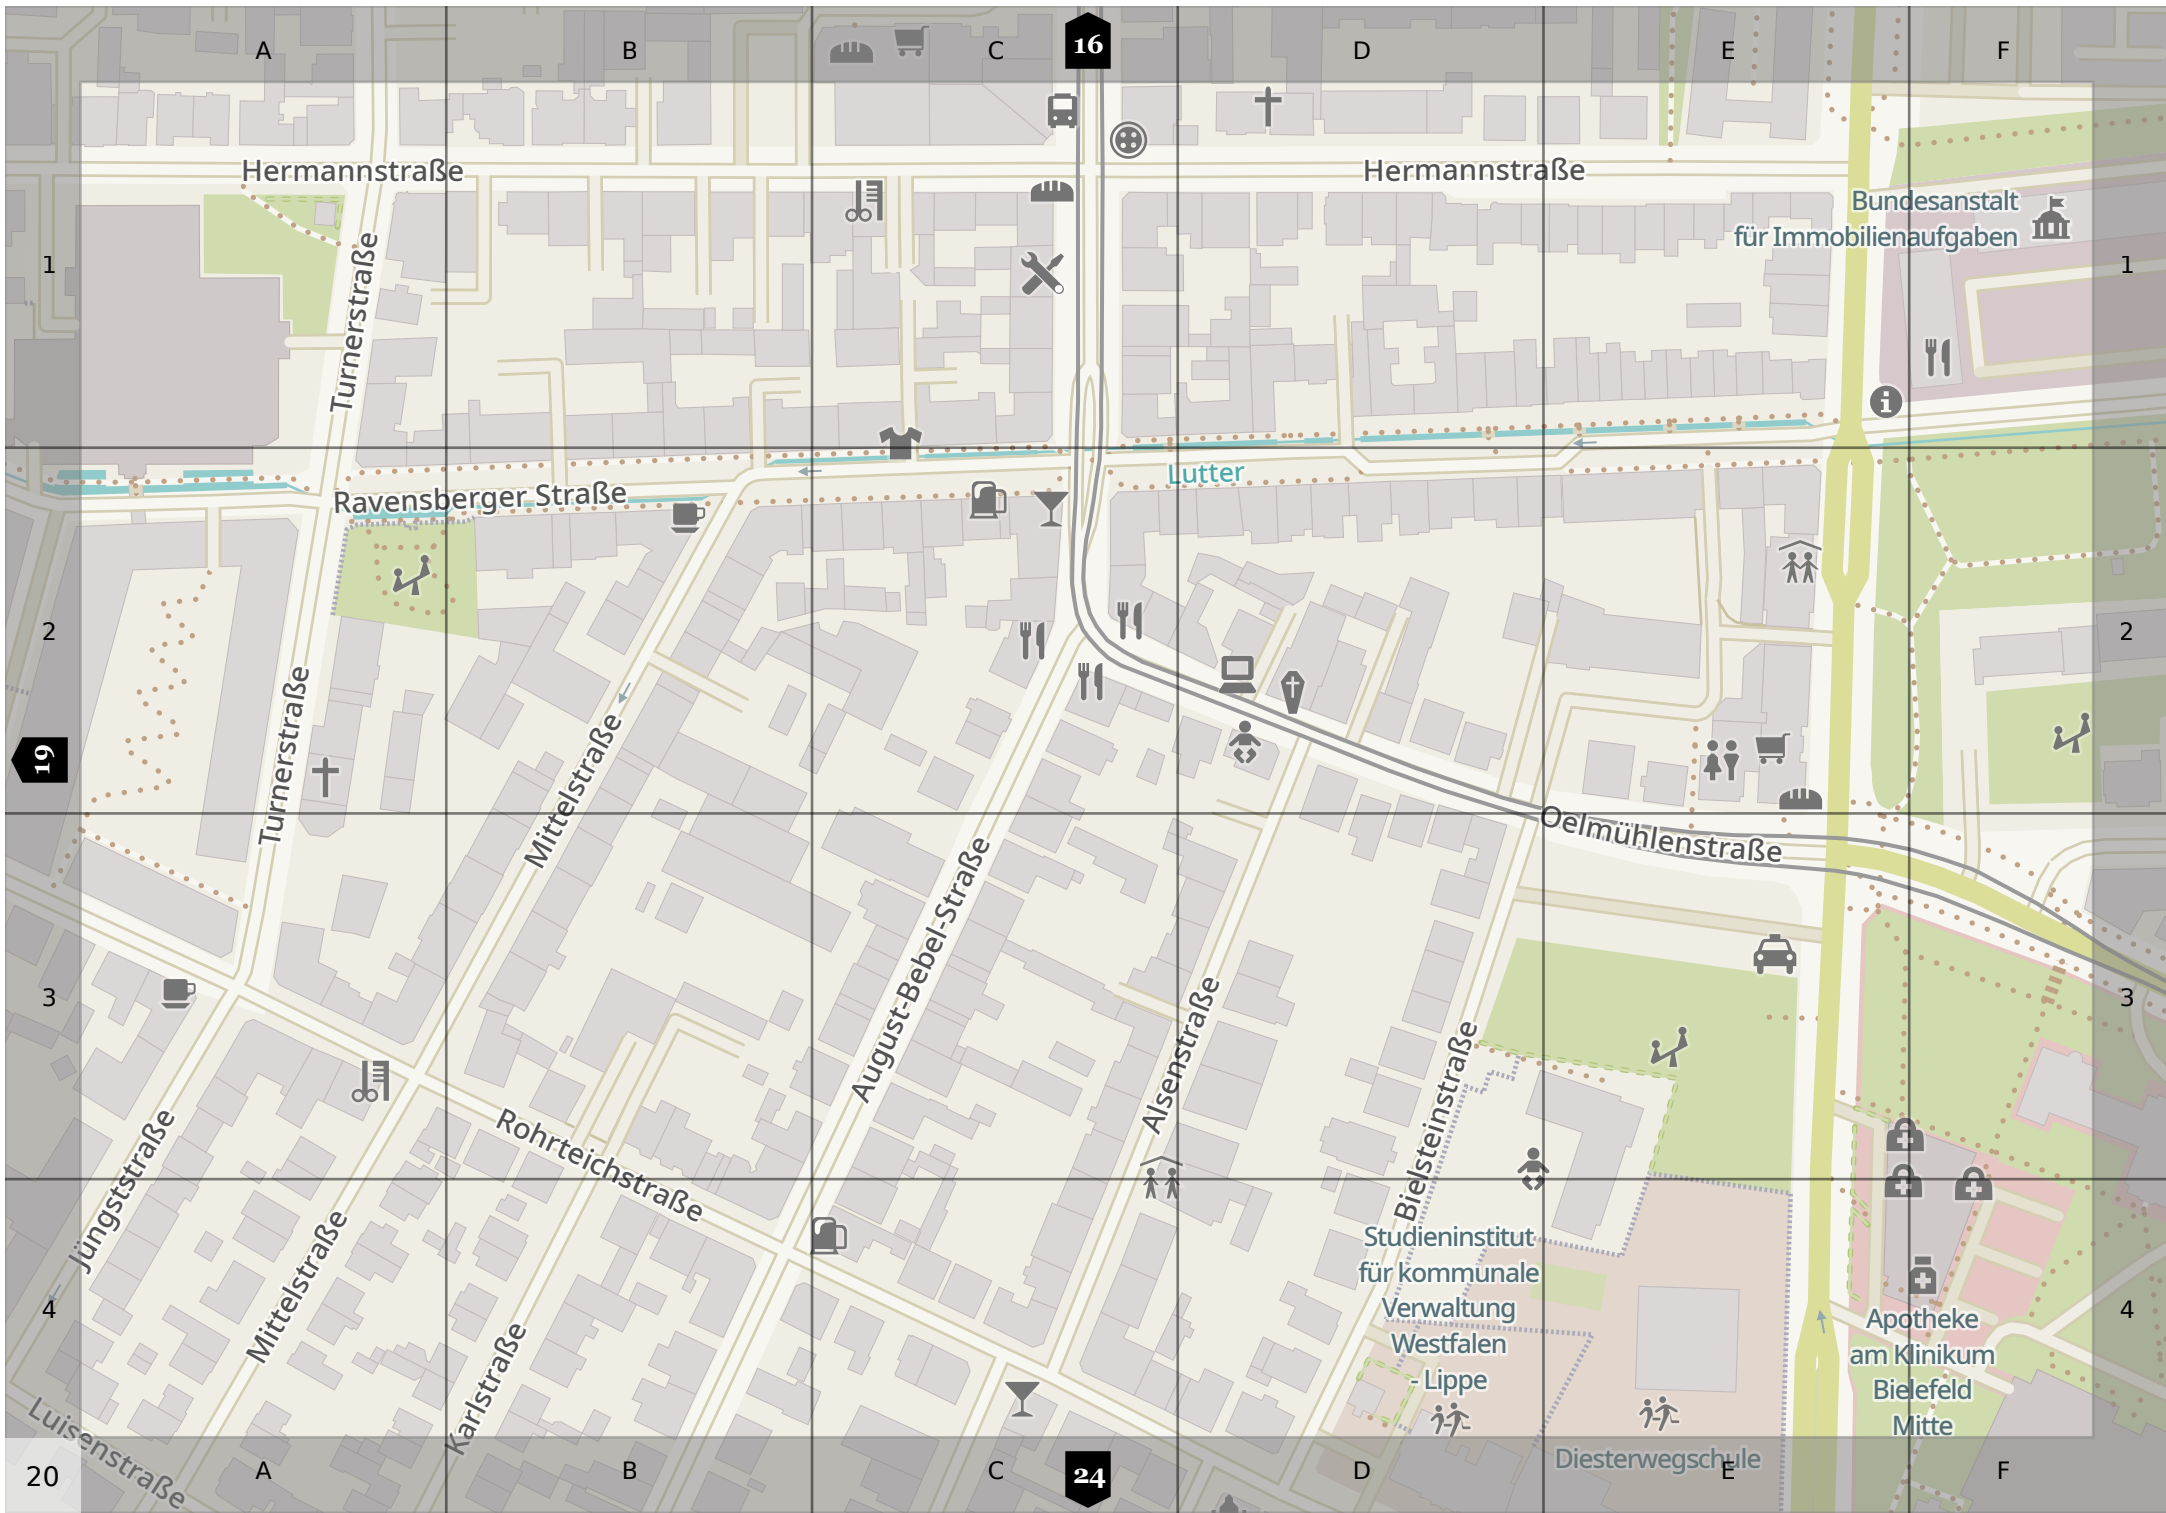 A
B
C
16
D
E
F
Hermannstraße
Hermannstraße
Bundesanstalt
für Immobilienaufgaben
1
1
Turnerstraße
Lutter
Ravensberger Straße
2
2
Turnerstraße
Mittelstraße
19
Oelmühlenstraße
August-Bebel-Straße
3
3
Alsenstraße
Bielsteinstraße
Jüngststraße
Rohrteichstraße
Mittelstraße
Studieninstitut
für kommunale
Verwaltung
Westfalen
- Lippe
4
4
Apotheke
am Klinikum
Bielefeld
Mitte
Karlstraße
Luisenstraße
Diesterwegschule
20
A
B
C
24
D
E
F